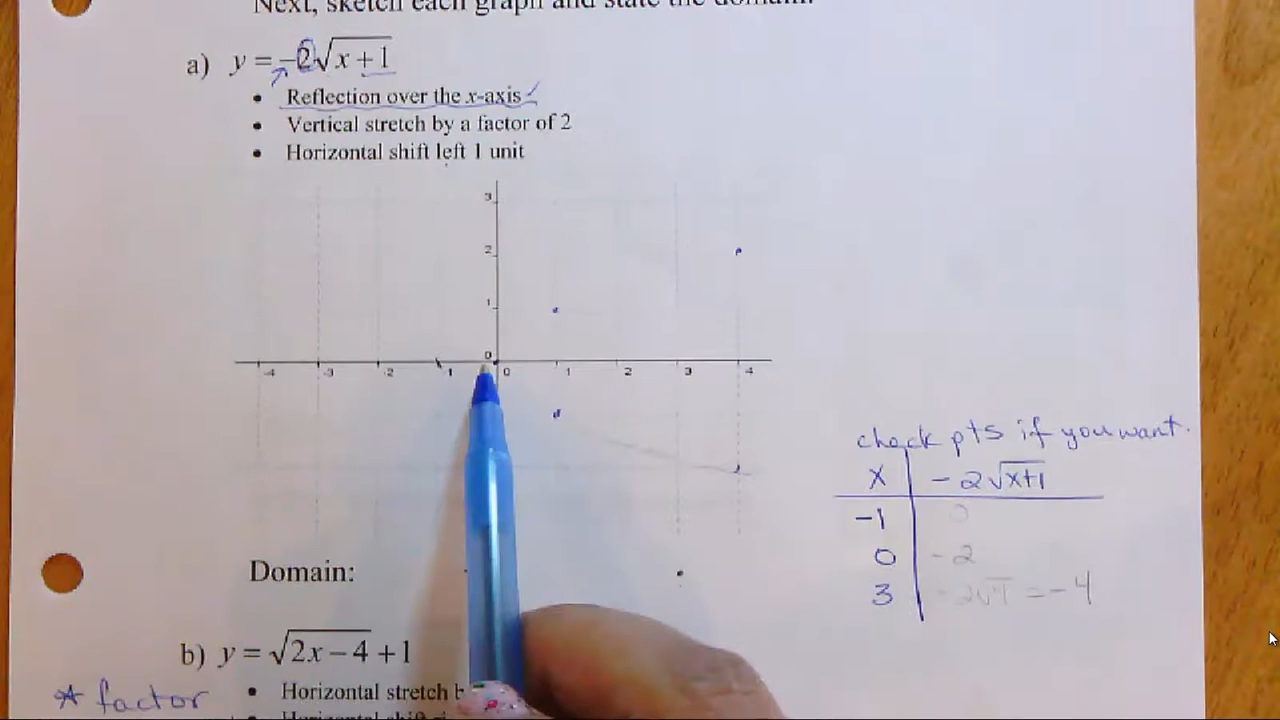 Next, sketch each graph and state the domain.
a) y = -2√(x + 1)
• Reflection over the x-axis ✓
• Vertical stretch by a factor of 2
• Horizontal shift left 1 unit
3
2
1
0
-4 -3 -2 1 0 1 2 3 4
check pts if you want.
x -2√x+1
-1 0
0 -2
3 -2√4 = -4
Domain:
b) y = √(2x - 4) + 1
* factor
• Horizontal stretch